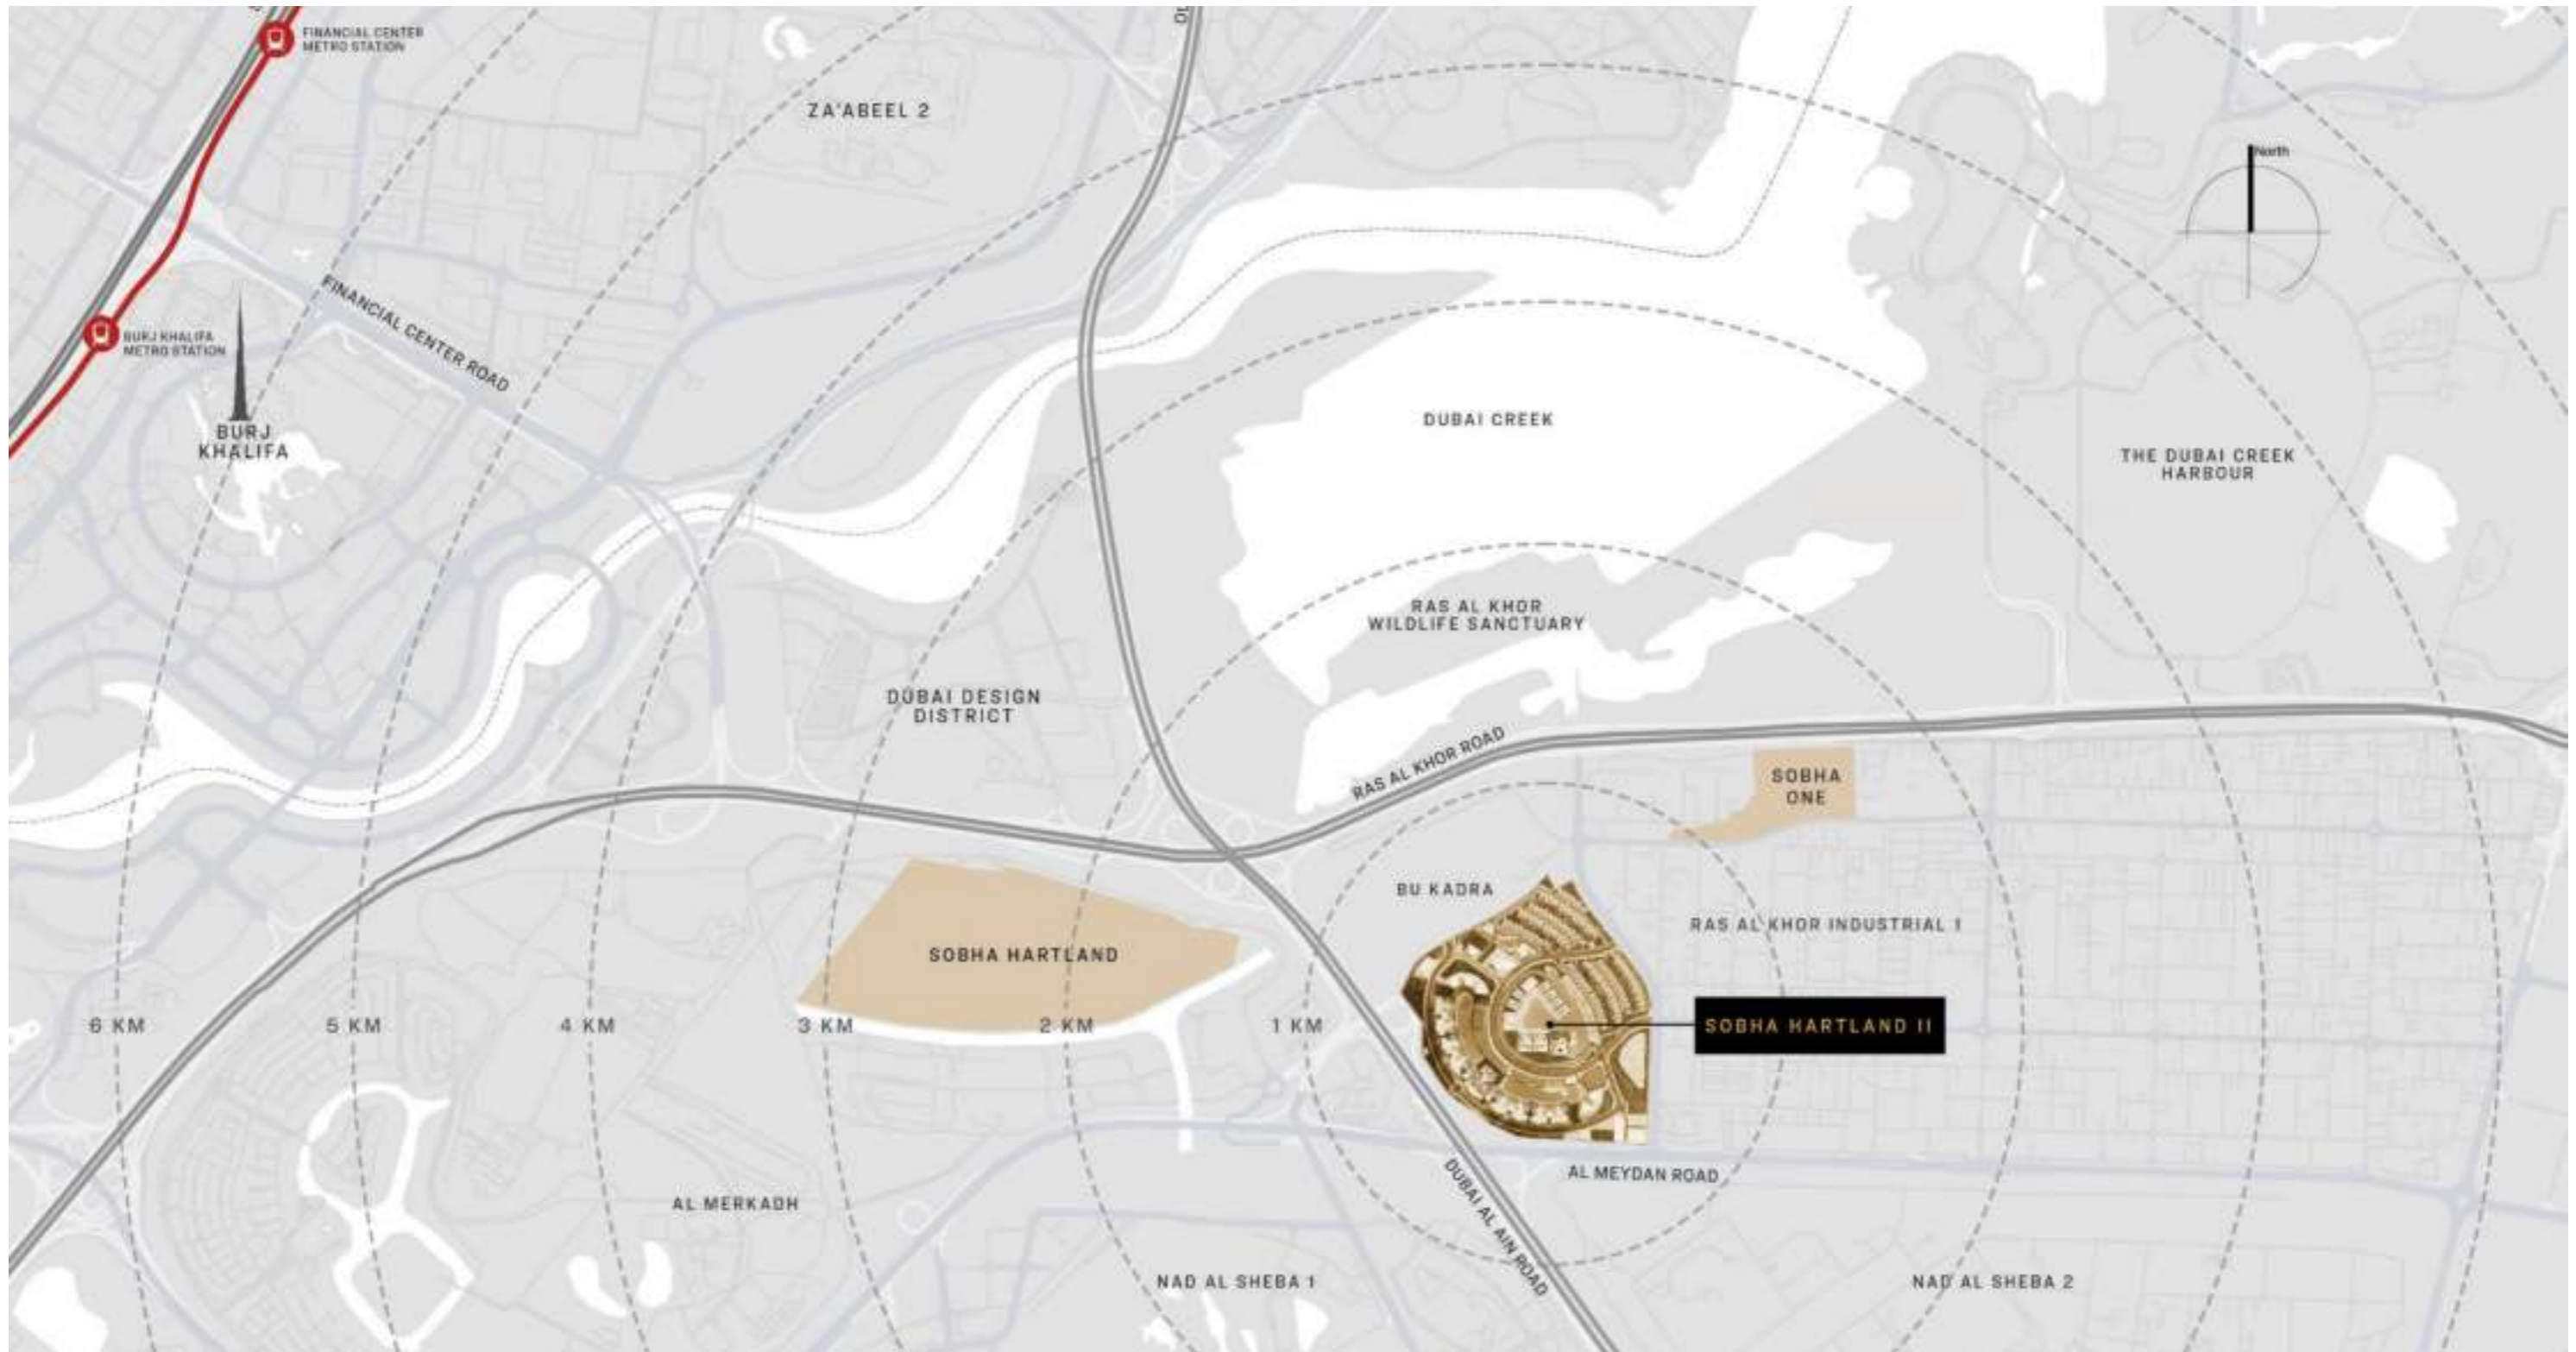 FINANCIAL CENTER
METRO STATION
ZA'ABEEL 2
North
FINANCIAL CENTER ROAD
BURJ KHALIFA
METRO STATION
BURJ
KHALIFA
DUBAI CREEK
THE DUBAI CREEK
HARBOUR
RAS AL KHOR
WILDLIFE SANCTUARY
DUBAI DESIGN
DISTRICT
RAS AL KHOR ROAD
SOBHA
ONE
BU KADRA
RAS AL KHOR INDUSTRIAL 1
SOBHA HARTLAND
6 KM
5 KM
4 KM
3 KM
2 KM
1 KM
SOBHA HARTLAND II
AL MEYDAN ROAD
DUBAI AL AIN ROAD
AL MERKADH
NAD AL SHEBA 1
NAD AL SHEBA 2